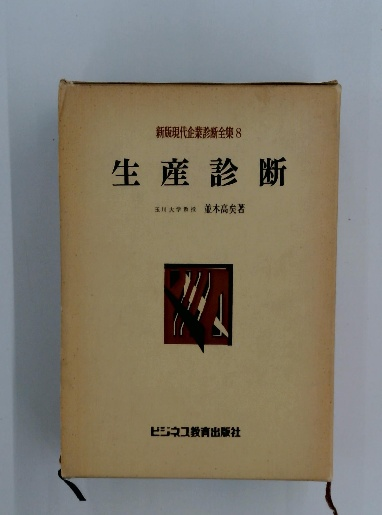 新版現代企業診断全集 8
生産診断
玉川大学教授 並木高矣著
ビジネス教育出版社